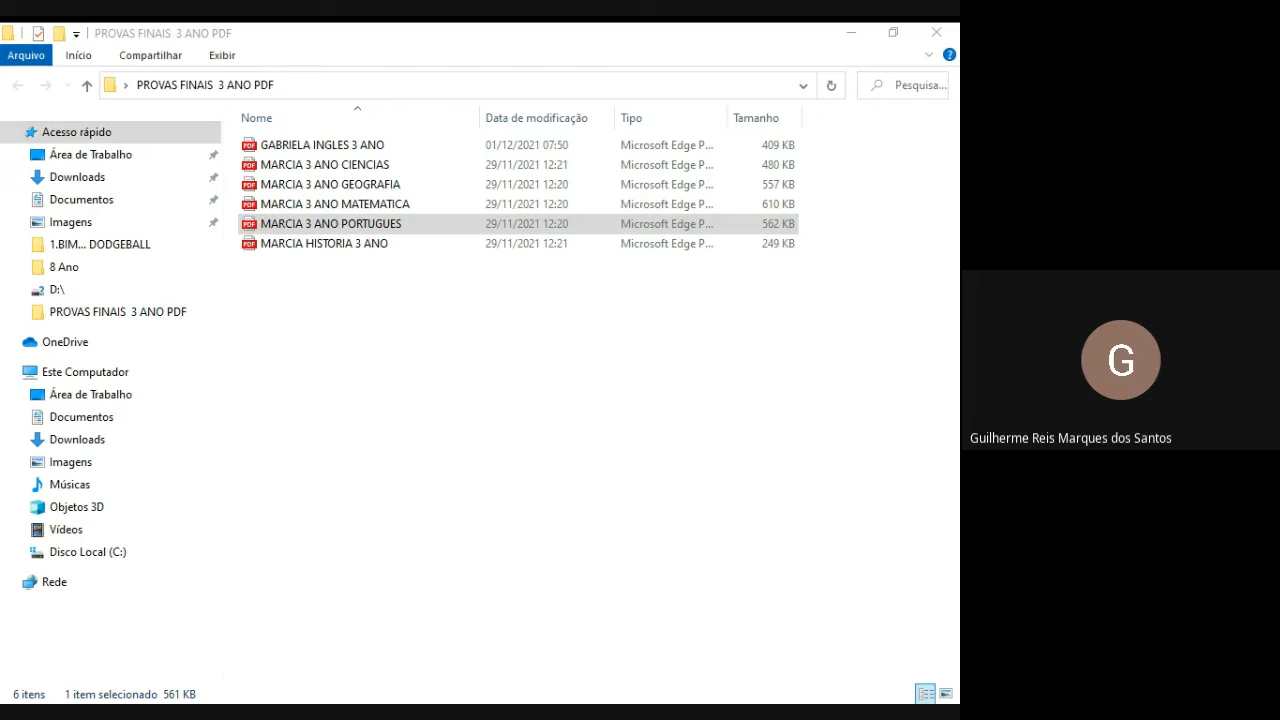 PROVAS FINAIS  3 ANO PDF
Arquivo Início Compartilhar Exibir
PROVAS FINAIS  3 ANO PDF Pesquisa...
Nome Data de modificação Tipo Tamanho
GABRIELA INGLES 3 ANO 01/12/2021 07:50 Microsoft Edge P... 409 KB
MARCIA 3 ANO CIENCIAS 29/11/2021 12:21 Microsoft Edge P... 480 KB
MARCIA 3 ANO GEOGRAFIA 29/11/2021 12:20 Microsoft Edge P... 557 KB
MARCIA 3 ANO MATEMATICA 29/11/2021 12:20 Microsoft Edge P... 610 KB
MARCIA 3 ANO PORTUGUES 29/11/2021 12:20 Microsoft Edge P... 562 KB
MARCIA HISTORIA 3 ANO 29/11/2021 12:21 Microsoft Edge P... 249 KB
Acesso rápido
Área de Trabalho
Downloads
Documentos
Imagens
1.BIM... DODGEBALL
8 Ano
D:\
PROVAS FINAIS  3 ANO PDF
OneDrive
Este Computador
Área de Trabalho
Documentos
Downloads
Imagens
Músicas
Objetos 3D
Vídeos
Disco Local (C:)
Rede
6 itens 1 item selecionado 561 KB
G
Guilherme Reis Marques dos Santos